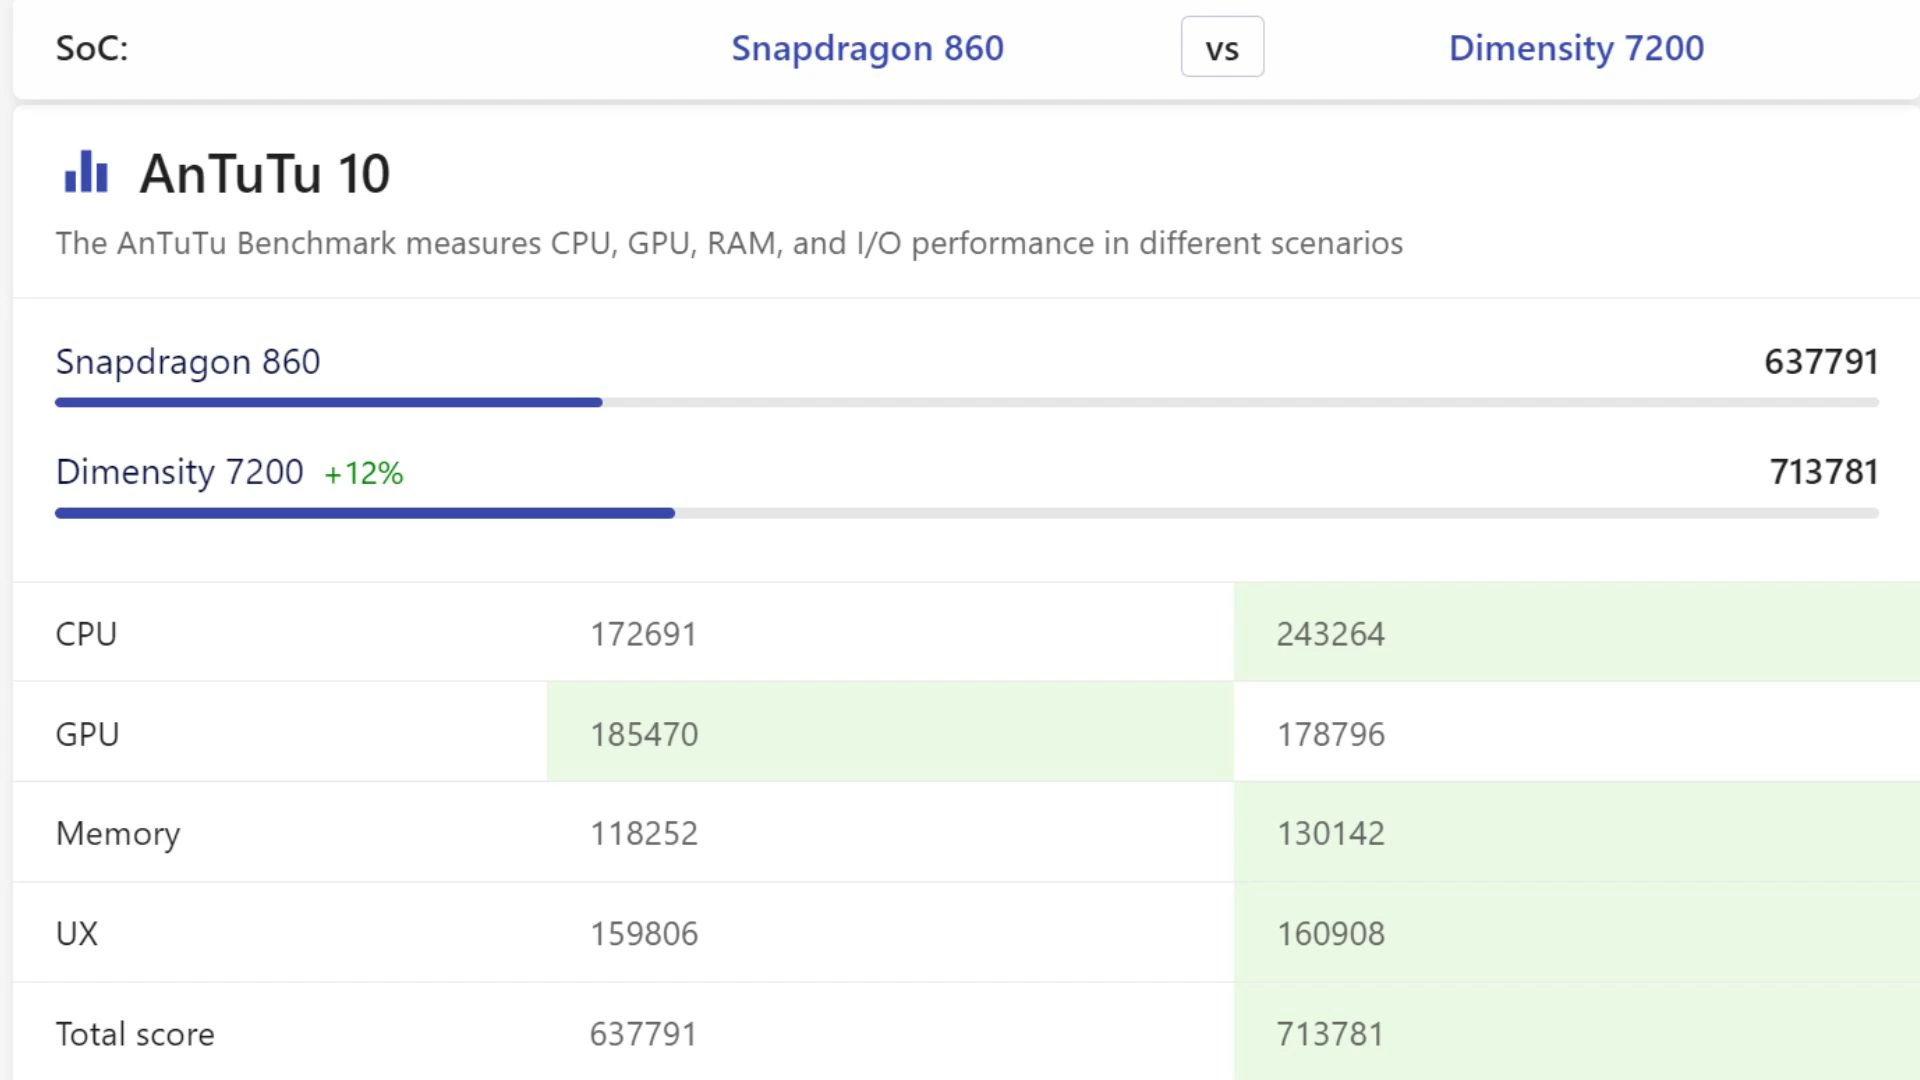 SoC: Snapdragon 860 vs Dimensity 7200
AnTuTu 10
The AnTuTu Benchmark measures CPU, GPU, RAM, and I/O performance in different scenarios
Snapdragon 860 637791
Dimensity 7200 +12% 713781
CPU 172691 243264
GPU 185470 178796
Memory 118252 130142
UX 159806 160908
Total score 637791 713781